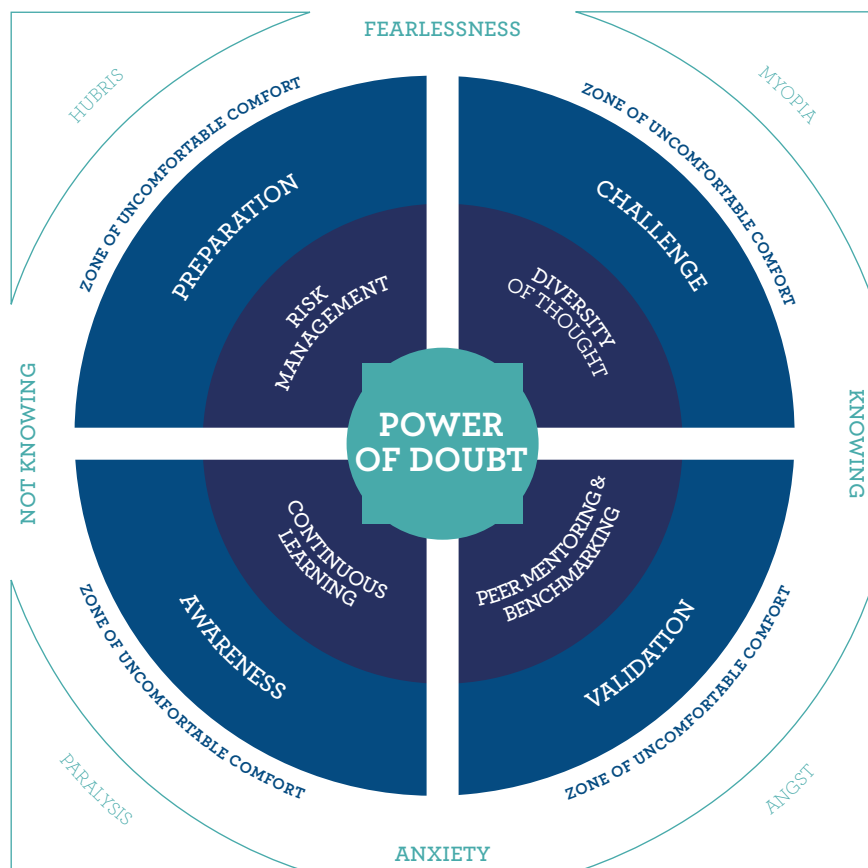 FEARLESSNESS
HUBRIS
MYOPIA
ZONE OF UNCOMFORTABLE COMFORT
ZONE OF UNCOMFORTABLE COMFORT
PREPARATION
CHALLENGE
RISK
MANAGEMENT
DIVERSITY
OF THOUGHT
NOT KNOWING
POWER
OF DOUBT
KNOWING
CONTINUOUS
LEARNING
PEER MENTORING &
BENCHMARKING
AWARENESS
VALIDATION
ZONE OF UNCOMFORTABLE COMFORT
ZONE OF UNCOMFORTABLE COMFORT
PARALYSIS
ANGST
ANXIETY